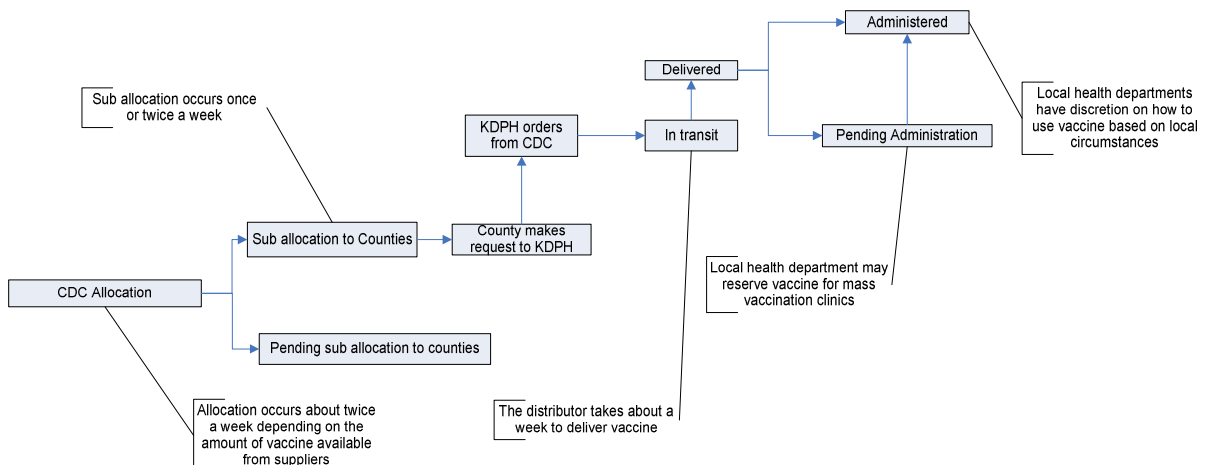 Administered
Delivered
Sub allocation occurs once
or twice a week
Local health departments
have discretion on how to
use vaccine based on local
circumstances
KDPH orders
from CDC
In transit
Pending Administration
Sub allocation to Counties
County makes
request to KDPH
Local health department may
reserve vaccine for mass
vaccination clinics
CDC Allocation
Pending sub allocation to counties
Allocation occurs about twice
a week depending on the
amount of vaccine available
from suppliers
The distributor takes about a
week to deliver vaccine